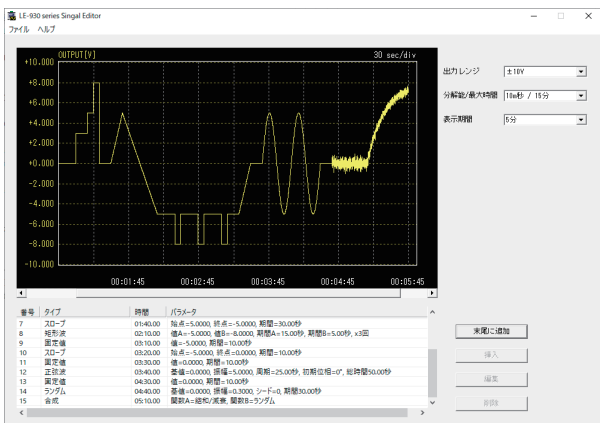 LE-930 series Singal Editor
ファイル ヘルプ
OUTPUT[V]
30 sec/div
+10.000
+8.000
+6.000
+4.000
+2.000
+0.000
-2.000
-4.000
-6.000
-8.000
-10.000
00:01:45 00:02:45 00:03:45 00:04:45 00:05:45
出力レンジ ±10V
分解能/最大時間 10m秒 / 15分
表示期間 5分
番号 タイプ 時間 パラメータ
7 スロープ 01:40.00 始点=5.0000, 終点=-5.0000, 期間=30.00秒
8 矩形波 02:10.00 値A=-5.0000, 値B=-8.0000, 期間A=15.00秒, 期間B=5.00秒, x3回
9 固定値 03:10.00 値=-5.0000, 期間=10.00秒
10 スロープ 03:20.00 始点=-5.0000, 終点=0.0000, 期間=10.00秒
11 固定値 03:30.00 値=0.0000, 期間=10.00秒
12 正弦波 03:40.00 基値=0.0000, 振幅=5.0000, 周期=25.00秒, 初期位相=0°, 総時間50.00秒
13 固定値 04:30.00 値=0.0000, 期間=10.00秒
14 ランダム 04:40.00 基値=0.0000, 振幅=0.3000, シード=0, 期間30.00秒
15 合成 05:10.00 関数A=総和/減衰, 関数B=ランダム
末尾に追加
挿入
編集
削除